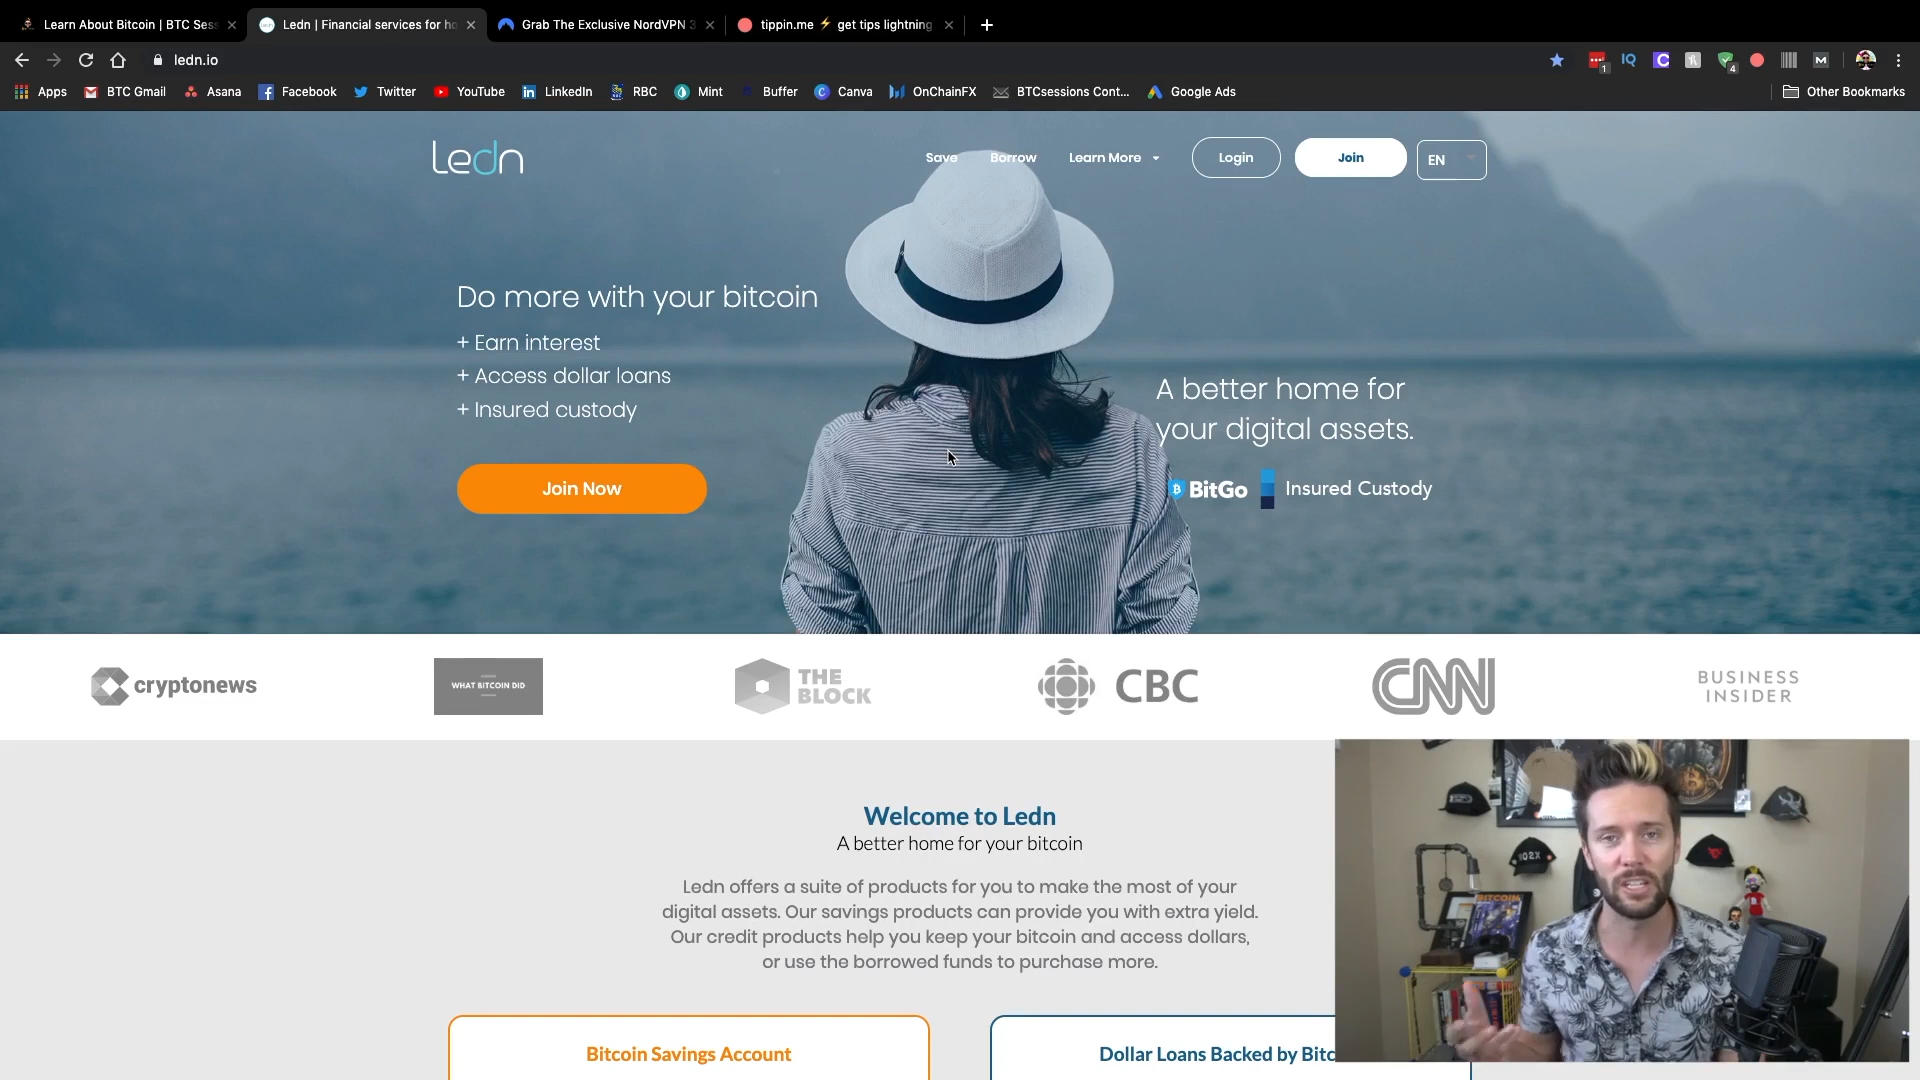 Learn About Bitcoin | BTC Sess
Ledn | Financial services for ho
Grab The Exclusive NordVPN 3
tippin.me ⚡ get tips lightning
ledn.io
Apps
BTC Gmail
Asana
Facebook
Twitter
YouTube
LinkedIn
RBC
Mint
Buffer
Canva
OnChainFX
BTCsessions Cont...
Google Ads
Other Bookmarks
ledn
Save
Borrow
Learn More
Login
Join
EN
Do more with your bitcoin
+ Earn interest
+ Access dollar loans
+ Insured custody
Join Now
A better home for
your digital assets.
BitGo
Insured Custody
cryptonews
WHAT BITCOIN DID
THE
BLOCK
CBC
CNN
BUSINESS
INSIDER
Welcome to Ledn
A better home for your bitcoin
Ledn offers a suite of products for you to make the most of your
digital assets. Our savings products can provide you with extra yield.
Our credit products help you keep your bitcoin and access dollars,
or use the borrowed funds to purchase more.
Bitcoin Savings Account
Dollar Loans Backed by Bitc
BITCOIN